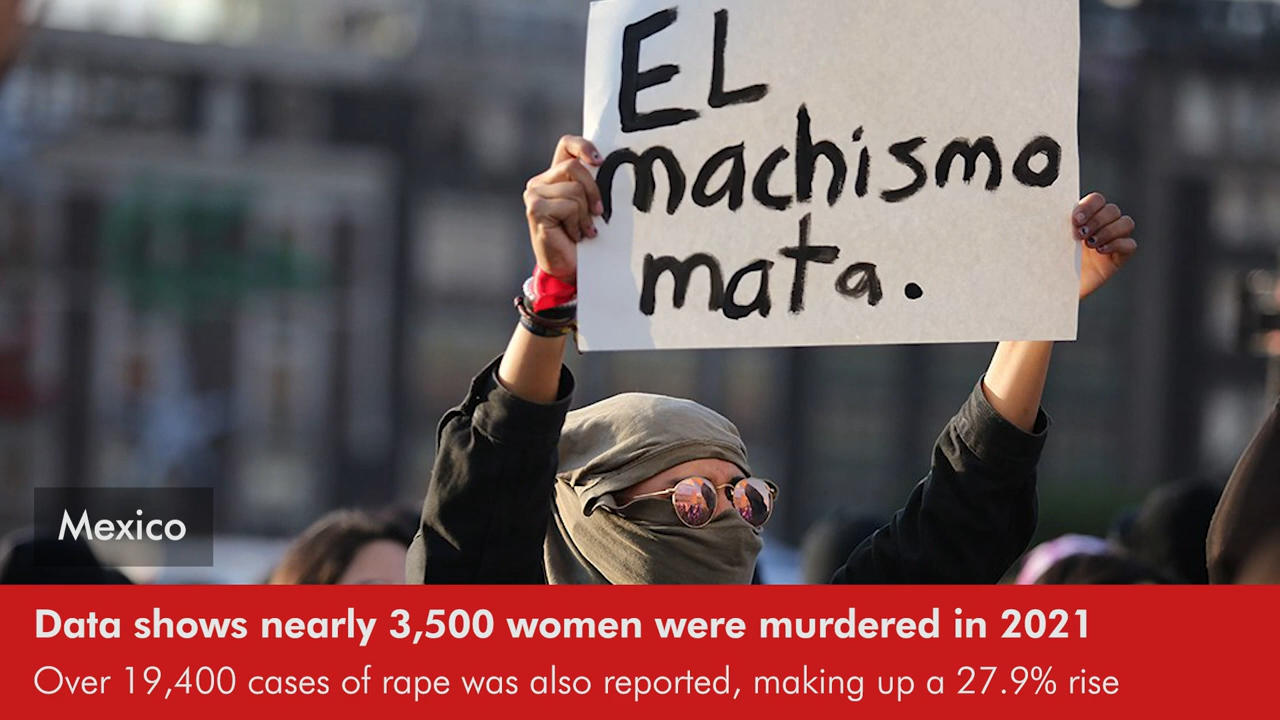 EL
machismo
mata.
Mexico
Data shows nearly 3,500 women were murdered in 2021
Over 19,400 cases of rape was also reported, making up a 27.9% rise